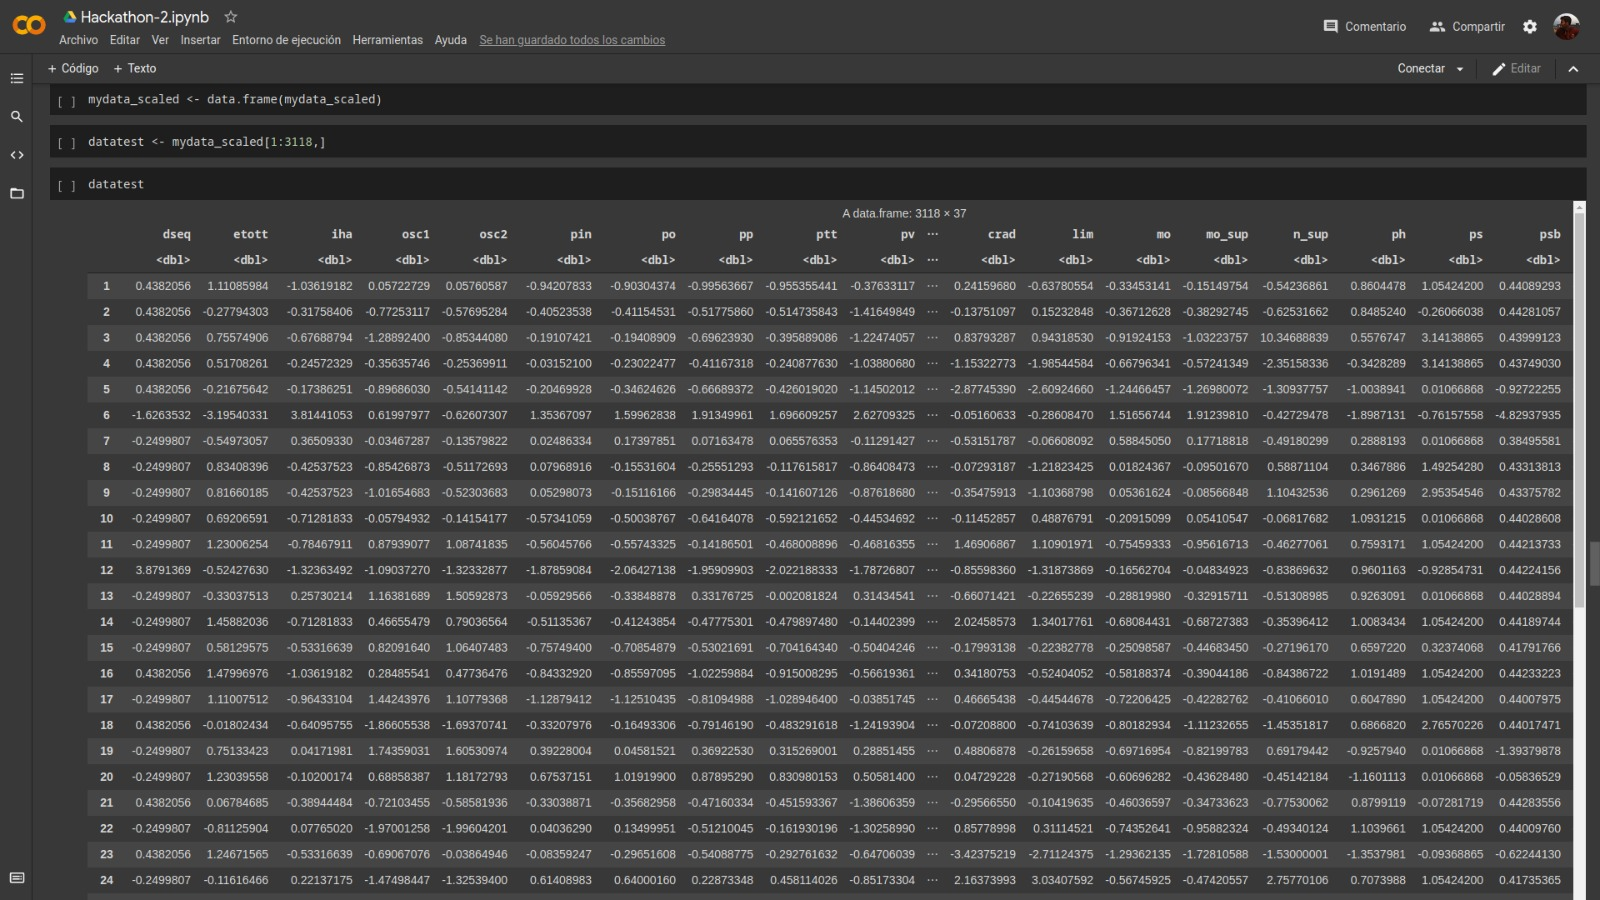 Hackathon-2.ipynb
Archivo Editar Ver Insertar Entorno de ejecución Herramientas Ayuda Se han guardado todos los cambios
Comentario Compartir
+ Código + Texto
Conectar Editar
[ ] mydata_scaled <- data.frame(mydata_scaled)
[ ] datatest <- mydata_scaled[1:3118,]
[ ] datatest
A data.frame: 3118 × 37
dseq etott iha osc1 osc2 pin po pp ptt pv ⋯ crad lim mo mo_sup n_sup ph ps psb
<dbl> <dbl> <dbl> <dbl> <dbl> <dbl> <dbl> <dbl> <dbl> <dbl> ⋯ <dbl> <dbl> <dbl> <dbl> <dbl> <dbl> <dbl> <dbl>
1 0.4382056 1.11085984 -1.03619182 0.05722729 0.05760587 -0.94207833 -0.90304374 -0.99563667 -0.955355441 -0.37633117 ⋯ 0.24159680 -0.63780554 -0.33453141 -0.15149754 -0.54236861 0.8604478 1.05424200 0.44089293
2 0.4382056 -0.27794303 -0.31758406 -0.77253117 -0.57695284 -0.40523538 -0.41154531 -0.51775860 -0.514735843 -1.41649849 ⋯ -0.13751097 0.15232848 -0.36712628 -0.38292745 -0.62531662 0.8485240 -0.26066038 0.44281057
3 0.4382056 0.75574906 -0.67688794 -1.28892400 -0.85344080 -0.19107421 -0.19408909 -0.69623930 -0.395889086 -1.22474057 ⋯ 0.83793287 0.94318530 -0.91924153 -1.03223757 10.34688839 0.5576747 3.14138865 0.43999123
4 0.4382056 0.51708261 -0.24572329 -0.35635746 -0.25369911 -0.03152100 -0.23022477 -0.41167318 -0.240877630 -1.03880680 ⋯ -1.15322773 -1.98544584 -0.66796341 -0.57241349 -2.35158336 -0.3428289 3.14138865 0.43749030
5 0.4382056 -0.21675642 -0.17386251 -0.89686030 -0.54141142 -0.20469928 -0.34624626 -0.66689372 -0.426019020 -1.14502012 ⋯ -2.87745390 -2.60924660 -1.24466457 -1.26980072 -1.30937757 -1.0038941 0.01066868 -0.92722255
6 -1.6263532 -3.19540331 3.81441053 0.61997977 -0.62607307 1.35367097 1.59962838 1.91349961 1.696609257 2.62709325 ⋯ -0.05160633 -0.28608470 1.51656744 1.91239810 -0.42729478 -1.8987131 -0.76157558 -4.82937935
7 -0.2499807 -0.54973057 0.36509330 -0.03467287 -0.13579822 0.02486334 0.17397851 0.07163478 0.065576353 -0.11291427 ⋯ -0.53151787 -0.06608092 0.58845050 0.17718818 -0.49180299 0.2888193 0.01066868 0.38495581
8 -0.2499807 0.83408396 -0.42537523 -0.85426873 -0.51172693 0.07968916 -0.15531604 -0.25551293 -0.117615817 -0.86408473 ⋯ -0.07293187 -1.21823425 0.01824367 -0.09501670 0.58871104 0.3467886 1.49254280 0.43313813
9 -0.2499807 0.81660185 -0.42537523 -1.01654683 -0.52303683 0.05298073 -0.15116166 -0.29834445 -0.141607126 -0.87618680 ⋯ -0.35475913 -1.10368798 0.05361624 -0.08566848 1.10432536 0.2961269 2.95354546 0.43375782
10 -0.2499807 0.69206591 -0.71281833 -0.05794932 -0.14154177 -0.57341059 -0.50038767 -0.64164078 -0.592121652 -0.44534692 ⋯ -0.11452857 0.48876791 -0.20915099 0.05410547 -0.06817682 1.0931215 0.01066868 0.44028608
11 -0.2499807 1.23006254 -0.78467911 0.87939077 1.08741835 -0.56045766 -0.55743325 -0.14186501 -0.468008896 -0.46816355 ⋯ 1.46906867 1.10901971 -0.75459333 -0.95616713 -0.46277061 0.7593171 1.05424200 0.44213733
12 3.8791369 -0.52427630 -1.32363492 -1.09037270 -1.32332877 -1.87859084 -2.06427138 -1.95909903 -2.022188333 -1.78726807 ⋯ -0.85598360 -1.31873869 -0.16562704 -0.04834923 -0.83869632 0.9601163 -0.92854731 0.44224156
13 -0.2499807 -0.33037513 0.25730214 1.16381689 1.50592873 -0.05929566 -0.33848878 0.33176725 -0.002081824 0.31434541 ⋯ -0.66071421 -0.22655239 -0.28819980 -0.32915711 -0.51308985 0.9263091 0.01066868 0.44028894
14 -0.2499807 1.45882036 -0.71281833 0.46655479 0.79036564 -0.51135367 -0.41243854 -0.47775301 -0.479897480 -0.14402399 ⋯ 2.02458573 1.34017761 -0.68084431 -0.68727383 -0.35396412 1.0083434 1.05424200 0.44189744
15 -0.2499807 0.58129575 -0.53316639 0.82091640 1.06407483 -0.75749400 -0.70854879 -0.53021691 -0.704164340 -0.50404246 ⋯ -0.17993138 -0.22382778 -0.25098587 -0.44683450 -0.27196170 0.6597220 0.32374068 0.41791766
16 0.4382056 1.47996976 -1.03619182 0.28485541 0.47736476 -0.84332920 -0.85597095 -1.02259884 -0.915008295 -0.56619361 ⋯ 0.34180753 -0.52404052 -0.58188374 -0.39044186 -0.84386722 1.0191489 1.05424200 0.44233223
17 -0.2499807 1.11007512 -0.96433104 1.44243976 1.10779368 -1.12879412 -1.12510435 -0.81094988 -1.028946400 -0.03851745 ⋯ 0.46665438 -0.44544678 -0.72206425 -0.42282762 -0.41066010 0.6047890 1.05424200 0.44007975
18 0.4382056 -0.01802434 -0.64095755 -1.86605538 -1.69370741 -0.33207976 -0.16493306 -0.79146190 -0.483291618 -1.24193904 ⋯ -0.07208800 -0.74103639 -0.80182934 -1.11232655 -1.45351817 0.6866820 2.76570226 0.44017471
19 -0.2499807 0.75133423 0.04171981 1.74359031 1.60530974 0.39228004 0.04581521 0.36922530 0.315269001 0.28851455 ⋯ 0.48806878 -0.26159658 -0.69716954 -0.82199783 0.69179442 -0.9257940 0.01066868 -1.39379878
20 -0.2499807 1.23039558 -0.10200174 0.68858387 1.18172793 0.67537151 1.01919900 0.87895290 0.830980153 0.50581400 ⋯ 0.04729228 -0.27190568 -0.60696282 -0.43628480 -0.45142184 -1.1601113 0.01066868 -0.05836529
21 0.4382056 0.06784685 -0.38944484 -0.72103455 -0.58581936 -0.33038871 -0.35682958 -0.47160334 -0.451593367 -1.38606359 ⋯ -0.29566550 -0.10419635 -0.46036597 -0.34733623 -0.77530062 0.8799119 -0.07281719 0.44283556
22 -0.2499807 -0.81125904 0.07765020 -1.97001258 -1.99604201 0.04036290 0.13499951 -0.51210045 -0.161930196 -1.30258990 ⋯ 0.85778998 0.31114521 -0.74352641 -0.95882324 -0.49340124 1.1039661 1.05424200 0.44009760
23 0.4382056 1.24671565 -0.53316639 -0.69067076 -0.03864946 -0.08359247 -0.29651608 -0.54088775 -0.292761632 -0.64706039 ⋯ -3.42375219 -2.71124375 -1.29362135 -1.72810588 -1.53000001 -1.3537981 -0.09368865 -0.62244130
24 -0.2499807 -0.11616466 0.22137175 -1.47498447 -1.32539400 0.61408983 0.64000160 0.22873348 0.458114026 -0.85173304 ⋯ 2.16373993 3.03407592 -0.56745925 -0.47420557 2.75770106 0.7073988 1.05424200 0.41735365